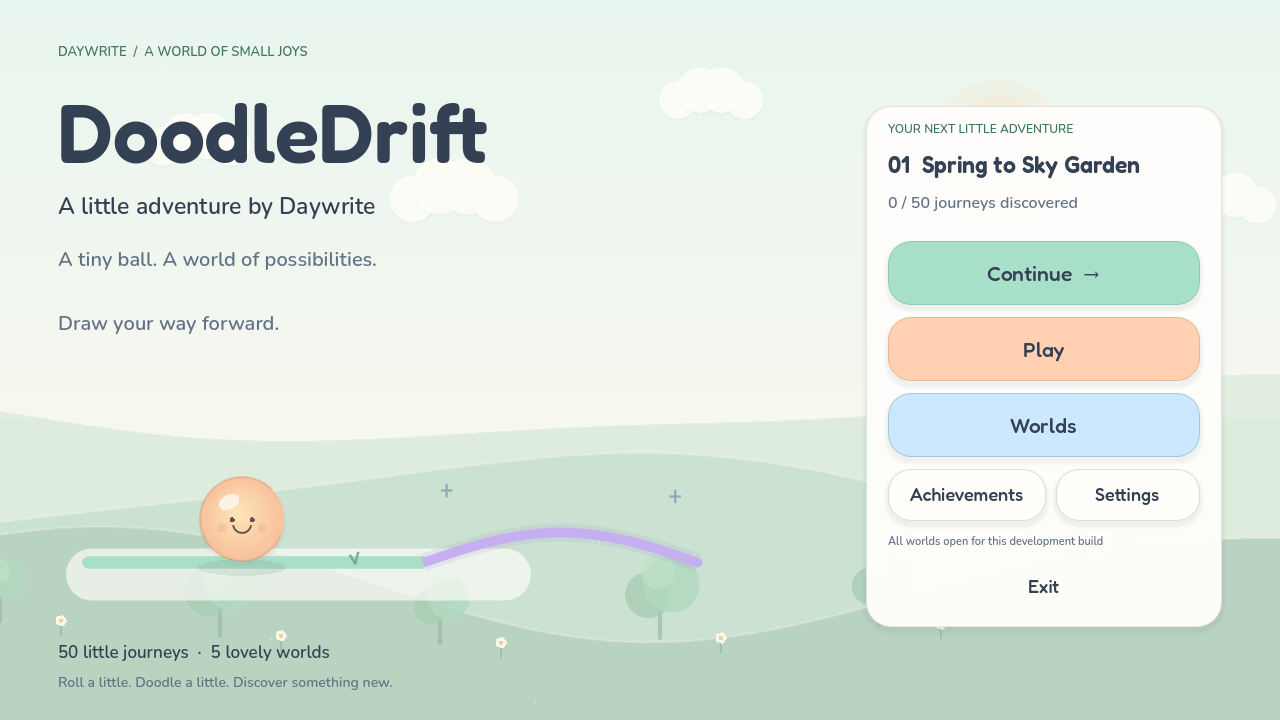 DAYWRITE / A WORLD OF SMALL JOYS
DoodleDrift
A little adventure by Daywrite
A tiny ball. A world of possibilities.
Draw your way forward.
50 little journeys · 5 lovely worlds
Roll a little. Doodle a little. Discover something new.
YOUR NEXT LITTLE ADVENTURE
01 Spring to Sky Garden
0 / 50 journeys discovered
Continue →
Play
Worlds
Achievements
Settings
All worlds open for this development build
Exit